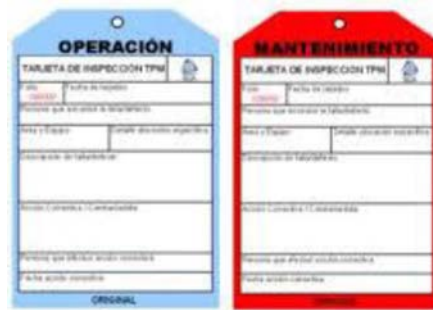 OPERACIÓN
TARJETA DE INSPECCIÓN TPM
Folio
Fecha de tarjeteo
Persona que encontró la falla/defecto
Área y Equipo
Detalle ubicación específica
Descripción de falla/defecto
Acción Correctiva / Contramedida
Persona que efectuó acción correctiva
Fecha acción correctiva
ORIGINAL
MANTENIMIENTO
TARJETA DE INSPECCIÓN TPM
Folio
Fecha de tarjeteo
Persona que encontró la falla/defecto
Área y Equipo
Detalle ubicación específica
Descripción de falla/defecto
Acción Correctiva / Contramedida
Persona que efectuó acción correctiva
Fecha acción correctiva